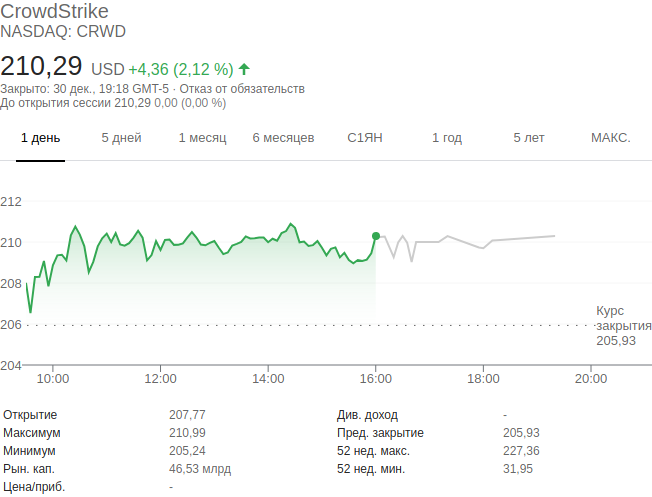 CrowdStrike
NASDAQ: CRWD
210,29 USD +4,36 (2,12 %)
Закрыто: 30 дек., 19:18 GMT-5 · Отказ от обязательств
До открытия сессии 210,29 0,00 (0,00 %)
1 день 5 дней 1 месяц 6 месяцев С1ЯН 1 год 5 лет МАКС.
212
210
208
206
204
Курс
закрытия
205,93
10:00 12:00 14:00 16:00 18:00 20:00
Открытие 207,77 Див. доход -
Максимум 210,99 Пред. закрытие 205,93
Минимум 205,24 52 нед. макс. 227,36
Рын. кап. 46,53 млрд 52 нед. мин. 31,95
Цена/приб. -